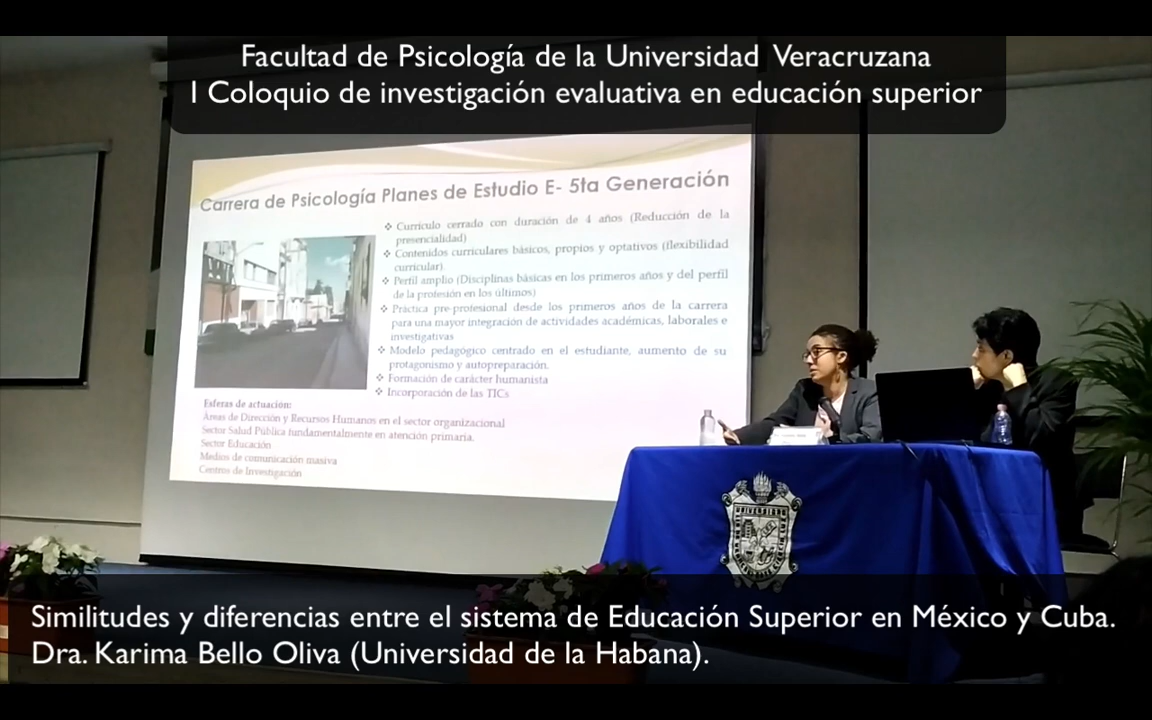 Facultad de Psicología de la Universidad Veracruzana
I Coloquio de investigación evaluativa en educación superior
Carrera de Psicología Planes de Estudio E- 5ta Generación
❖ Currículo cerrado con duración de 4 años (Reducción de la
presencialidad)
❖ Contenidos curriculares básicos, propios y optativos (flexibilidad
curricular).
❖ Perfil amplio (Disciplinas básicas en los primeros años y del perfil
de la profesión en los últimos)
❖ Práctica pre-profesional desde los primeros años de la carrera
para una mayor integración de actividades académicas, laborales e
investigativas
❖ Modelo pedagógico centrado en el estudiante, aumento de su
protagonismo y autopreparación.
❖ Formación de carácter humanista
❖ Incorporación de las TICs
Esferas de actuación:
Áreas de Dirección y Recursos Humanos en el sector organizacional
Sector Salud Pública fundamentalmente en atención primaria.
Sector Educación
Medios de comunicación masiva
Centros de Investigación
Similitudes y diferencias entre el sistema de Educación Superior en México y Cuba.
Dra. Karima Bello Oliva (Universidad de la Habana).